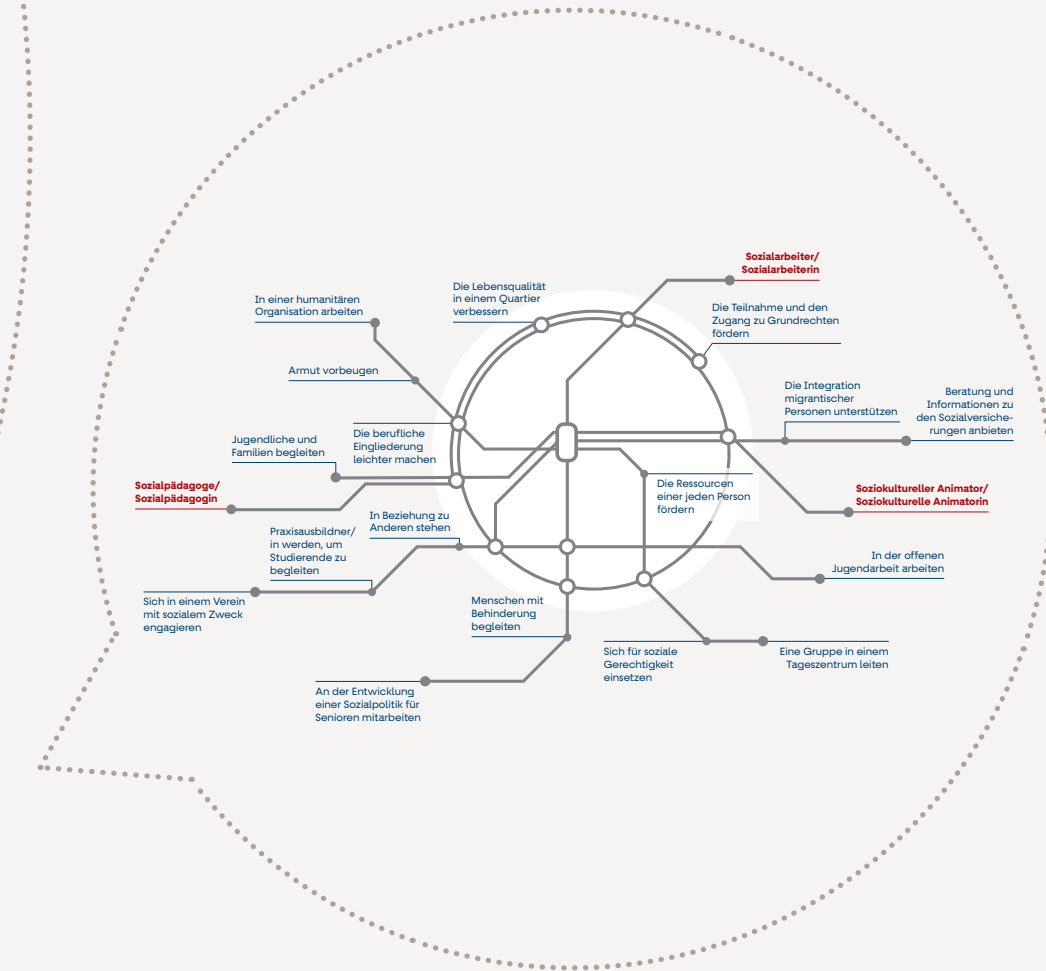 Sozialarbeiter/
Sozialarbeiterin
Die Lebensqualität
in einem Quartier
verbessern
In einer humanitären
Organisation arbeiten
Die Teilnahme und den
Zugang zu Grundrechten
fördern
Armut vorbeugen
Die Integration
migrantischer
Personen unterstützen
Beratung und
Informationen zu
den Sozialversiche-
rungen anbieten
Die berufliche
Eingliederung
leichter machen
Jugendliche und
Familien begleiten
Sozialpädagoge/
Sozialpädagogin
Die Ressourcen
einer jeden Person
fördern
Soziokultureller Animator/
Soziokulturelle Animatorin
In Beziehung zu
Anderen stehen
Praxisausbildner/
in werden, um
Studierende zu
begleiten
In der offenen
Jugendarbeit arbeiten
Sich in einem Verein
mit sozialem Zweck
engagieren
Menschen mit
Behinderung
begleiten
Sich für soziale
Gerechtigkeit
einsetzen
Eine Gruppe in einem
Tageszentrum leiten
An der Entwicklung
einer Sozialpolitik für
Senioren mitarbeiten